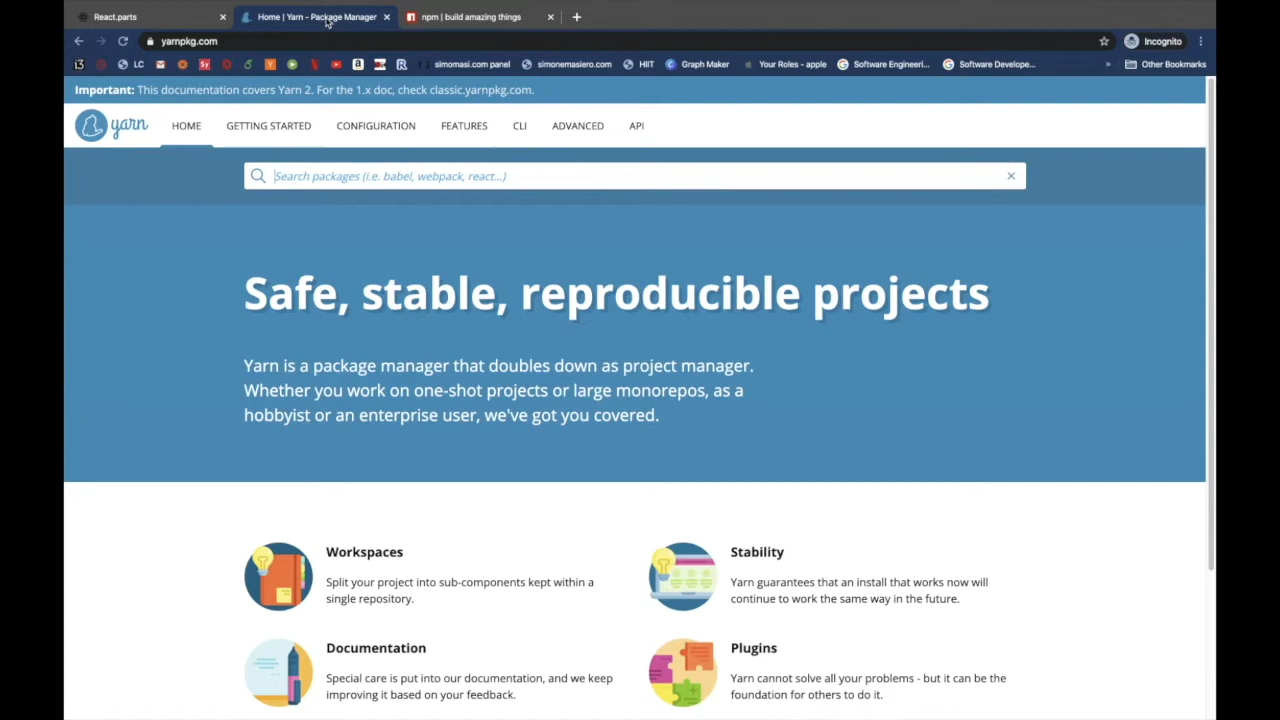 React.parts
Home | Yarn - Package Manager
npm | build amazing things
yarnpkg.com
Incognito
LC
simomasi.com panel
simonemasiero.com
HIIT
Graph Maker
Your Roles - apple
Software Engineeri...
Software Develope...
Other Bookmarks
Important: This documentation covers Yarn 2. For the 1.x doc, check classic.yarnpkg.com.
yarn
HOME
GETTING STARTED
CONFIGURATION
FEATURES
CLI
ADVANCED
API
Search packages (i.e. babel, webpack, react...)
Safe, stable, reproducible projects
Yarn is a package manager that doubles down as project manager.
Whether you work on one-shot projects or large monorepos, as a
hobbyist or an enterprise user, we've got you covered.
Workspaces
Split your project into sub-components kept within a
single repository.
Stability
Yarn guarantees that an install that works now will
continue to work the same way in the future.
Documentation
Special care is put into our documentation, and we keep
improving it based on your feedback.
Plugins
Yarn cannot solve all your problems - but it can be the
foundation for others to do it.